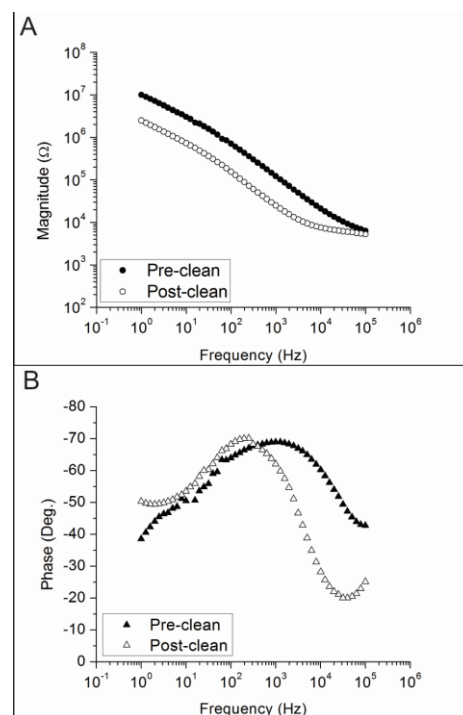 A
10^8
10^7
10^6
10^5
10^4
10^3
10^2
Magnitude (Ω)
Pre-clean
Post-clean
10^-1 10^0 10^1 10^2 10^3 10^4 10^5 10^6
Frequency (Hz)
B
-80
-70
-60
-50
-40
-30
-20
-10
0
Phase (Deg.)
Pre-clean
Post-clean
10^-1 10^0 10^1 10^2 10^3 10^4 10^5 10^6
Frequency (Hz)